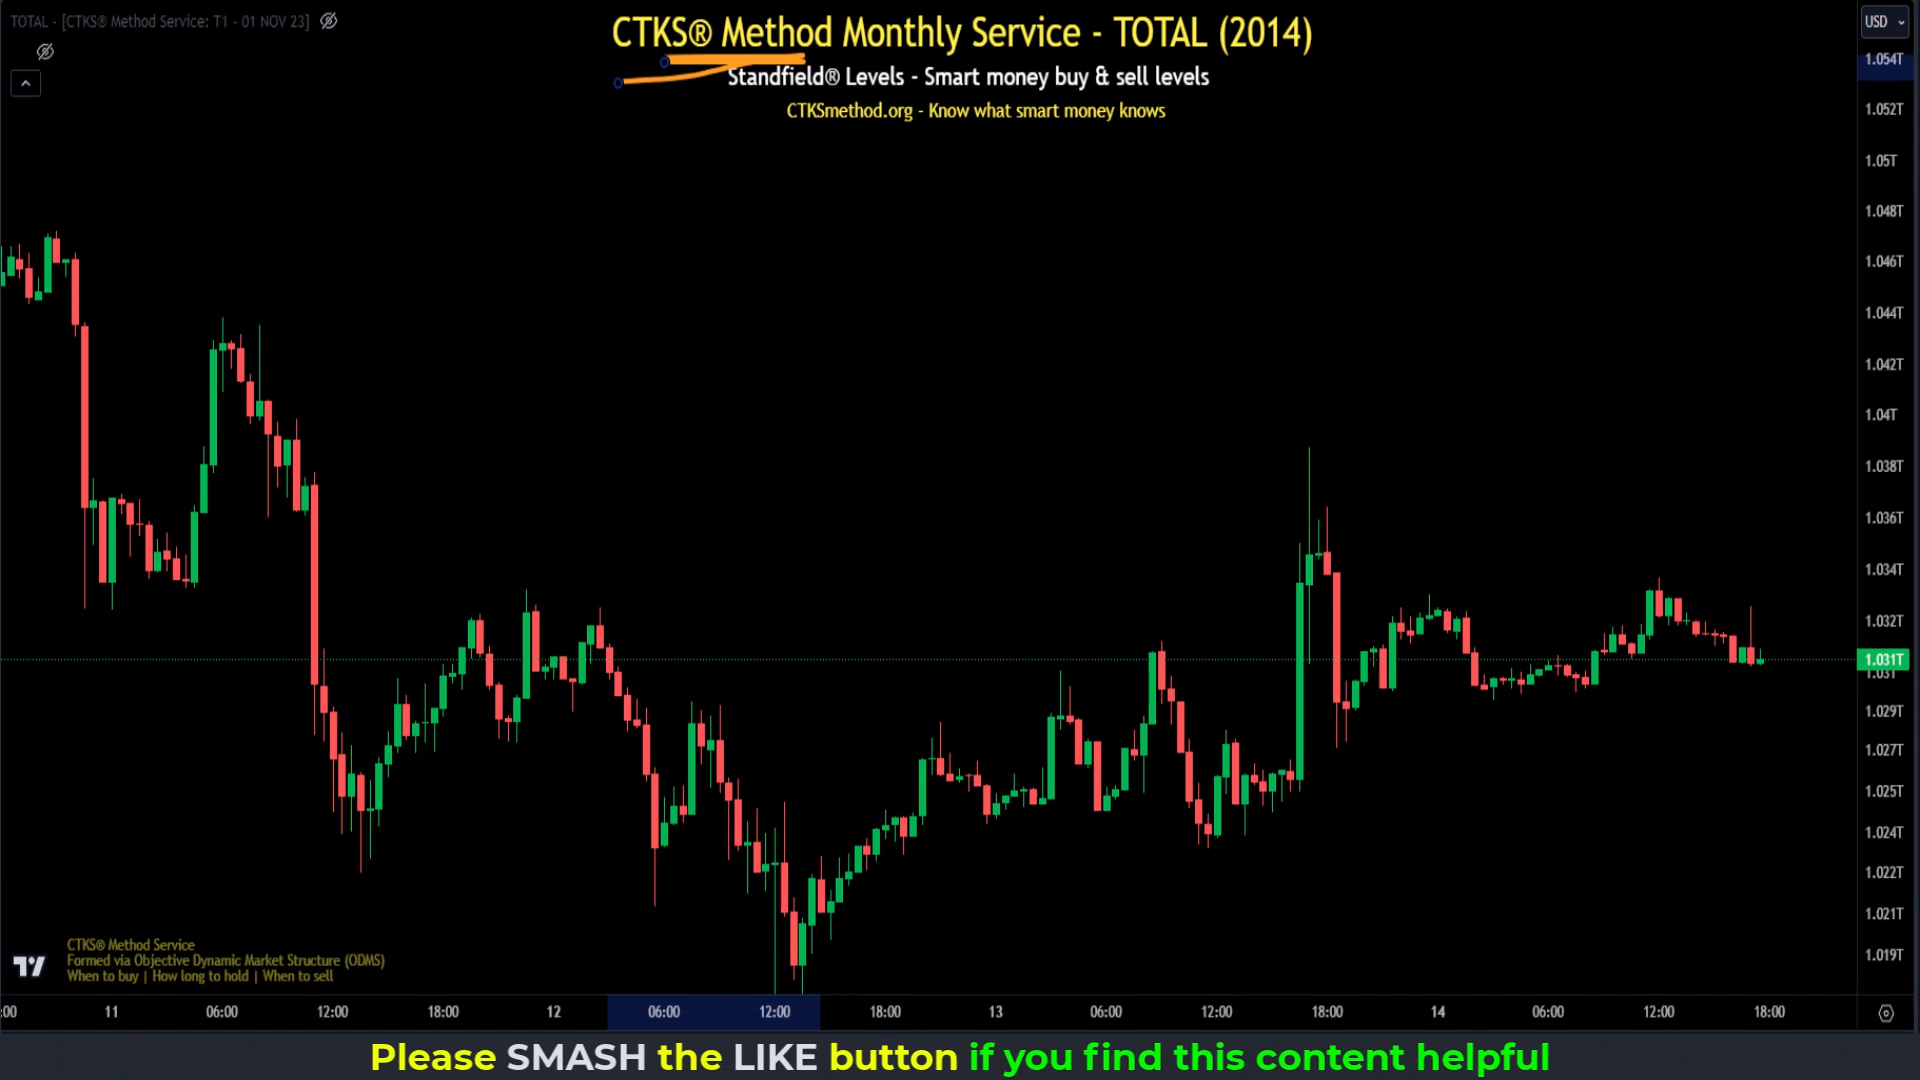 TOTAL - [CTKS® Method Service: T1 - 01 NOV 23]
CTKS® Method Monthly Service - TOTAL (2014)
Standfield® Levels - Smart money buy & sell levels
CTKSmethod.org - Know what smart money knows
USD
1.054T
1.052T
1.05T
1.048T
1.046T
1.044T
1.042T
1.04T
1.038T
1.036T
1.034T
1.032T
1.031T
1.031T
1.029T
1.027T
1.025T
1.024T
1.022T
1.021T
1.019T
CTKS® Method Service
Formed via Objective Dynamic Market Structure (ODMS)
When to buy | How long to hold | When to sell
:00 11 06:00 12:00 18:00 12 06:00 12:00 18:00 13 06:00 12:00 18:00 14 06:00 12:00 18:00
Please SMASH the LIKE button if you find this content helpful